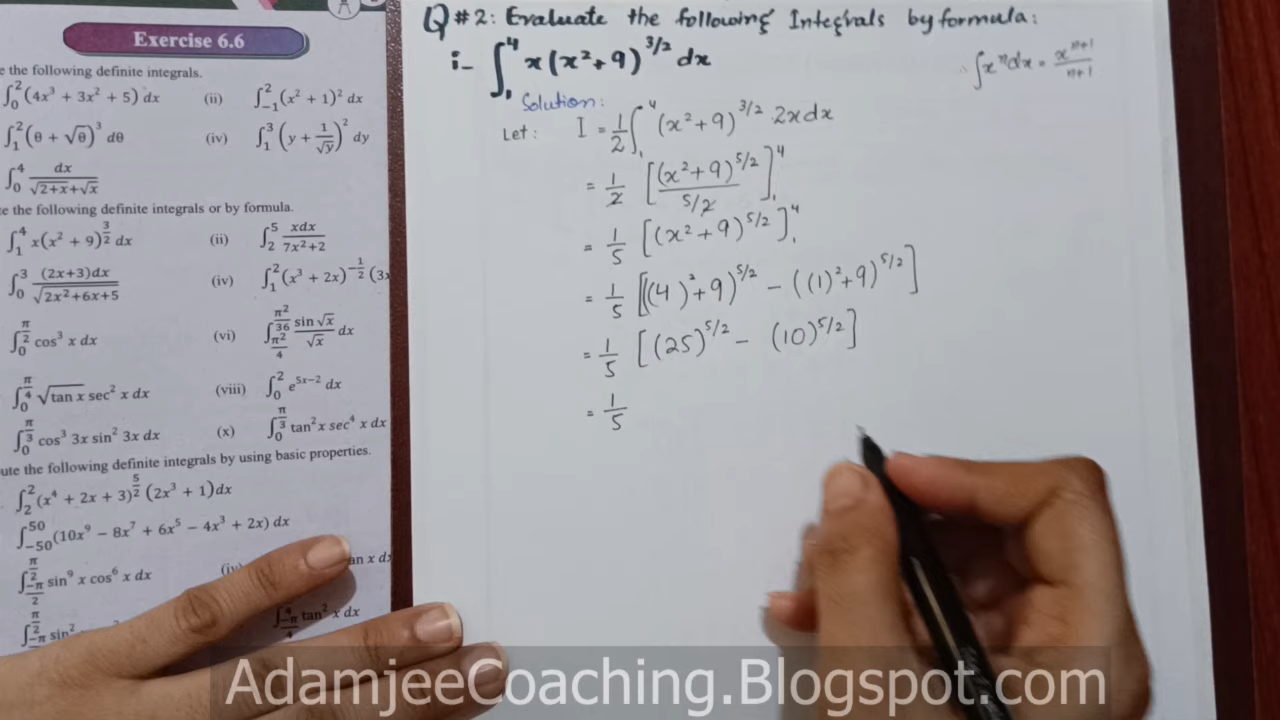 Exercise 6.6
e the following definite integrals.
∫₀² (4x³ + 3x² + 5) dx (ii) ∫₋₁² (x² + 1)² dx
∫₁² (θ + √θ)³ dθ (iv) ∫₁³ (y + 1/√y)² dy
∫₀⁴ dx/(√(2+x)+√x)
e the following definite integrals or by formula.
∫₁⁴ x(x² + 9)^(3/2) dx (ii) ∫₂⁵ xdx/(7x²+2)
∫₀³ (2x+3)dx/√(2x²+6x+5) (iv) ∫₁² (x³ + 2x)^(-1/2) (3x
∫₀^(π/2) cos³ x dx (vi) ∫_(π²/4)^(π²/36) sin √x/√x dx
∫₀^(π/4) √(tan x) sec² x dx (viii) ∫₀² e^(5x−2) dx
∫₀^(π/3) cos³ 3x sin² 3x dx (x) ∫₀^(π/3) tan² x sec⁴ x dx
ute the following definite integrals by using basic properties.
∫₂² (x⁴ + 2x + 3)^(5/2) (2x³ + 1)dx
∫₋₅₀⁵⁰ (10x⁹ − 8x⁷ + 6x⁵ − 4x³ + 2x) dx
∫_(−π/2)^(π/2) sin⁹ x cos⁶ x dx (iv) an x dx
tan² x dx
sin²
Q #2: Evaluate the following Integrals by formula:
i- ∫₁⁴ x(x²+9)^(3/2) dx
∫xⁿdx = x^(n+1)/(n+1)
Solution:
Let: I = 1/2 ∫₁⁴ (x²+9)^(3/2) · 2x dx
= 1/2 [(x²+9)^(5/2) / (5/2)]₁⁴
= 1/5 [(x²+9)^(5/2)]₁⁴
= 1/5 [((4)²+9)^(5/2) − ((1)²+9)^(5/2)]
= 1/5 [(25)^(5/2) − (10)^(5/2)]
= 1/5
AdamjeeCoaching.Blogspot.com